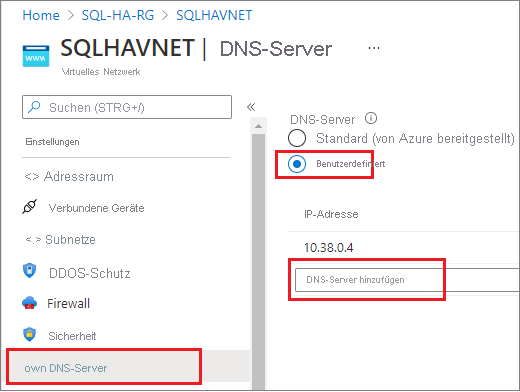 Home > SQL-HA-RG > SQLHAVNET
SQLHAVNET | DNS-Server ...
www
Virtuelles Netzwerk
Suchen (STRG+/)
«
Einstellungen
<> Adressraum
Verbundene Geräte
<.> Subnetze
DDOS-Schutz
Firewall
Sicherheit
own DNS-Server
DNS-Server
Standard (von Azure bereitgestellt)
Benutzerdefiniert
IP-Adresse
10.38.0.4
DNS-Server hinzufügen